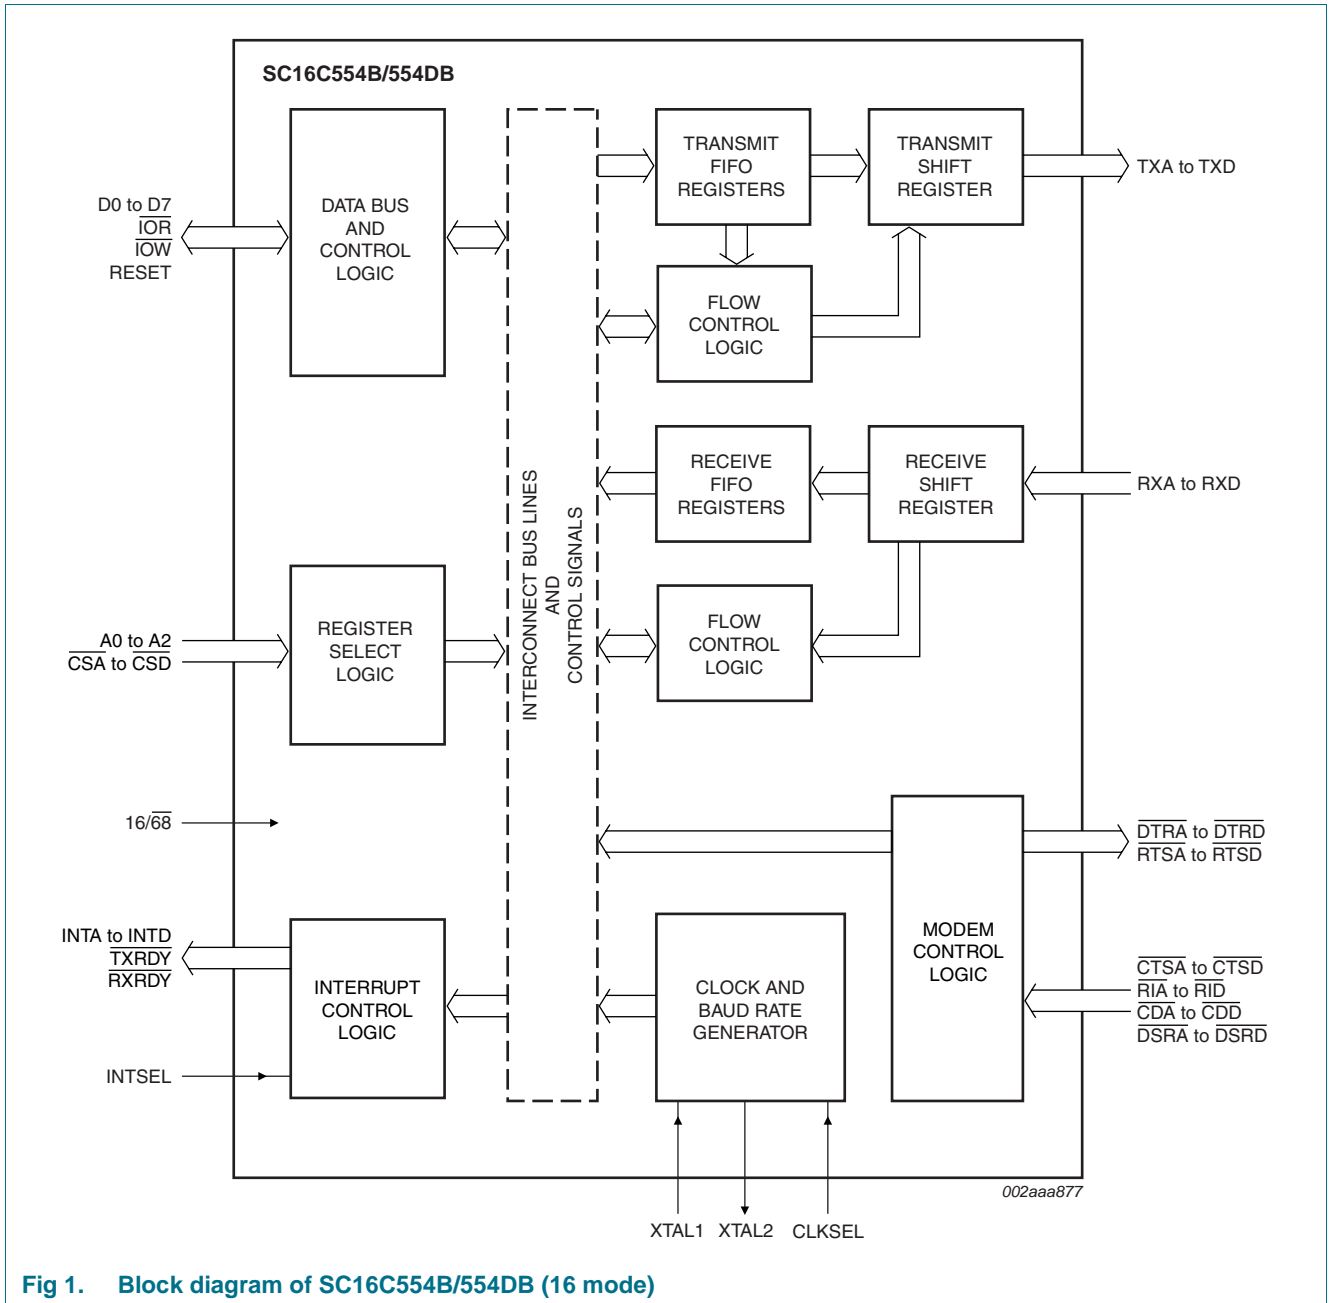 SC16C554B/554DB
DATA BUS
AND
CONTROL
LOGIC
TRANSMIT
FIFO
REGISTERS
TRANSMIT
SHIFT
REGISTER
TXA to TXD
D0 to D7
IOR
IOW
RESET
FLOW
CONTROL
LOGIC
INTERCONNECT BUS LINES
AND
CONTROL SIGNALS
RECEIVE
FIFO
REGISTERS
RECEIVE
SHIFT
REGISTER
RXA to RXD
A0 to A2
CSA to CSD
REGISTER
SELECT
LOGIC
FLOW
CONTROL
LOGIC
16/68
DTRA to DTRD
RTSA to RTSD
MODEM
CONTROL
LOGIC
INTA to INTD
TXRDY
RXRDY
INTERRUPT
CONTROL
LOGIC
CLOCK AND
BAUD RATE
GENERATOR
CTSA to CTSD
RIA to RID
CDA to CDD
DSRA to DSRD
INTSEL
002aaa877
XTAL1 XTAL2 CLKSEL
Fig 1. Block diagram of SC16C554B/554DB (16 mode)